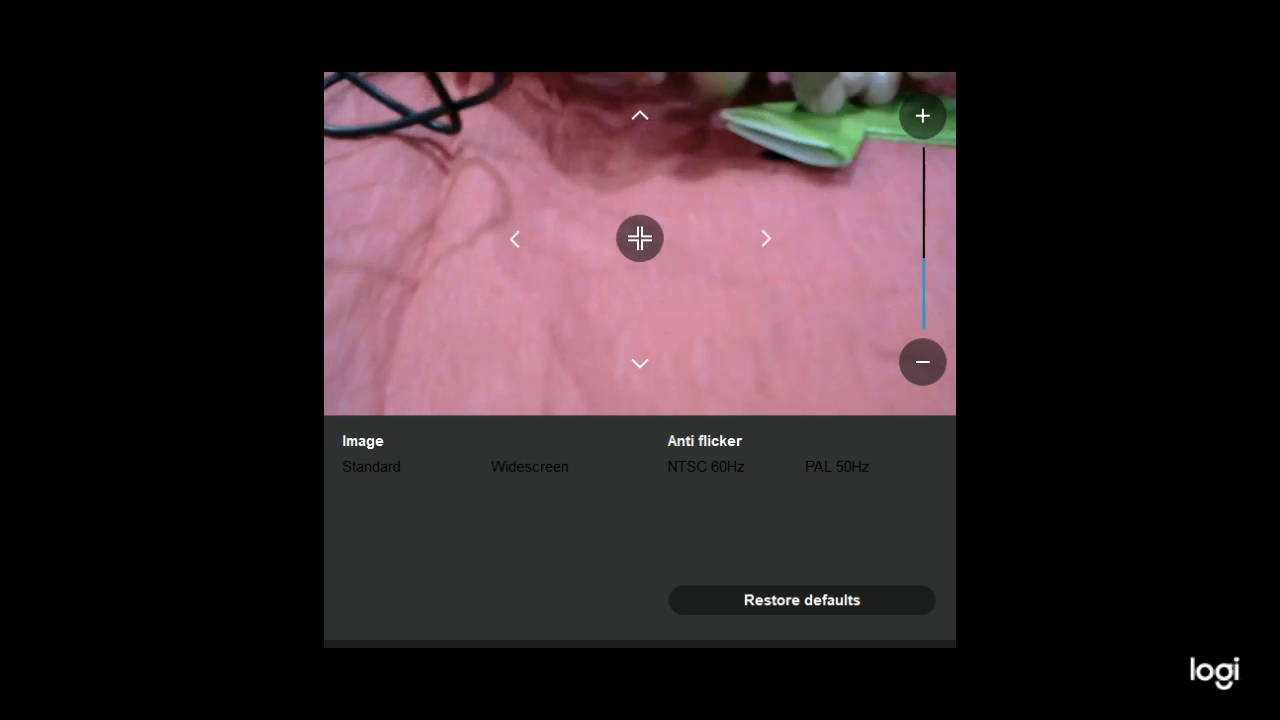 Image
Anti flicker
Standard
Widescreen
NTSC 60Hz
PAL 50Hz
Restore defaults
logi